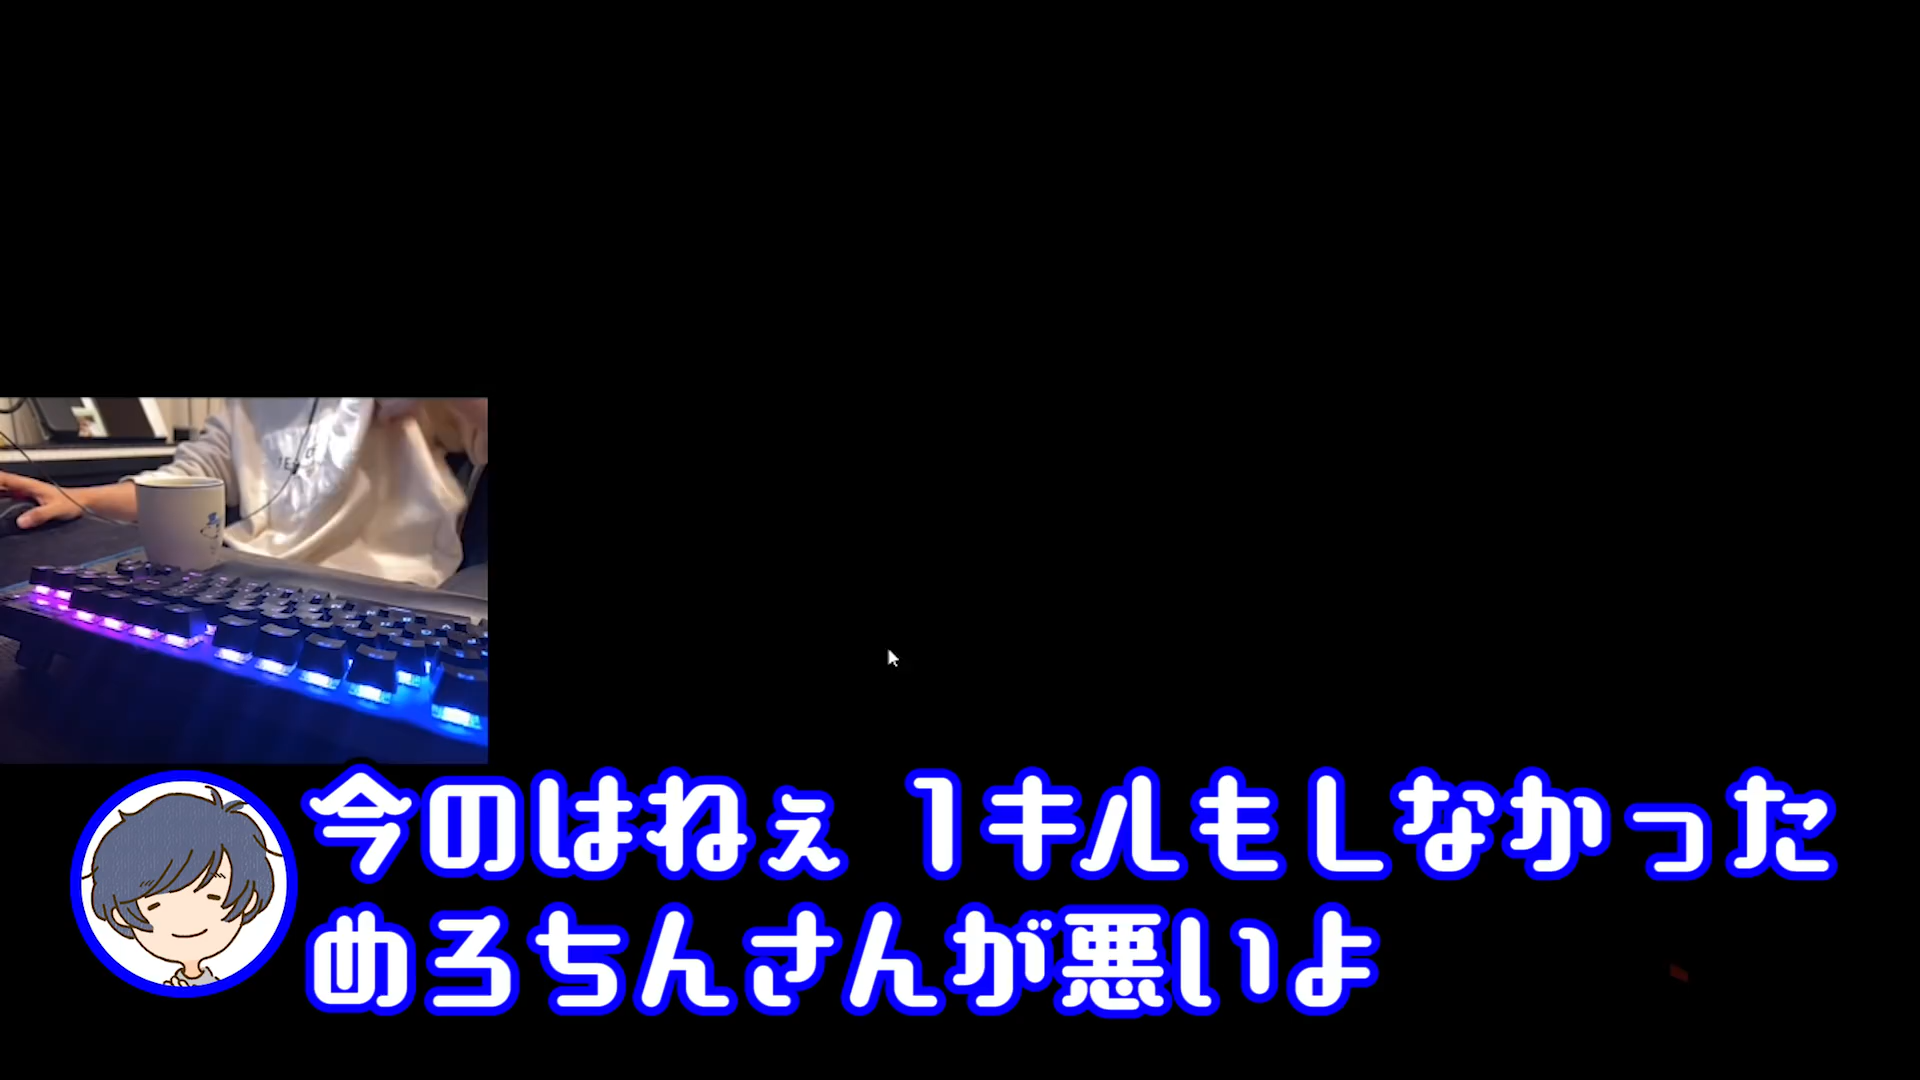 今のはねぇ 1キルもしなかった
めろちんさんが悪いよ